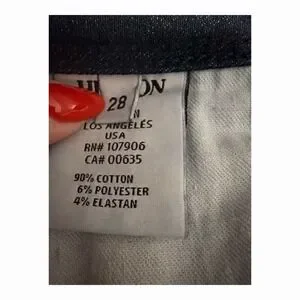 28
LOS ANGELES
USA
RN# 107906
CA# 00635
90% COTTON
6% POLYESTER
4% ELASTAN